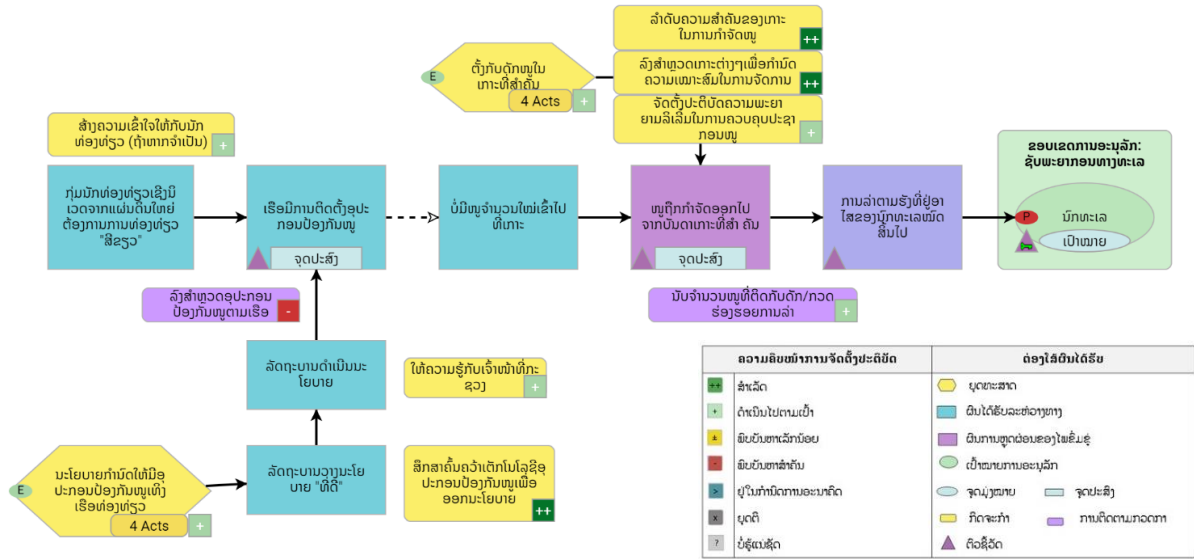 ລຳດັບຄວາມສຳຄັນຂອງເກາະ
ໃນການກຳຈັດໜູ
++
E
ຕັ້ງກັບດັກໜູໃນ
ເກາະທີ່ສຳຄັນ
4 Acts
+
ລົງສຳຫຼວດເກາະຕ່າງໆເພື່ອກຳນົດ
ຄວາມເໝາະສົມໃນການຈັດການ
++
ຈັດຕັ້ງປະຕິບັດຄວາມພະຍາ
ຍາມລິເລີ່ມໃນການຄວບຄຸບປະຊາ
ກອນໜູ
+
ສ້າງຄວາມເຂົ້າໃຈໃຫ້ກັບນັກ
ທ່ອງທ່ຽວ (ຖ້າຫາກຈຳເປັນ)
+
ກຸ່ມນັກທ່ອງທ່ຽວເຊີງນິ
ເວດຈາກແຜ່ນດິນໃຫຍ່
ຕ້ອງການການທ່ອງທ່ຽວ
"ສີຂຽວ"
ເຮືອມີການຕິດຕັ້ງອຸປະ
ກອນປ້ອງກັນໜູ
ຈຸດປະສົງ
ບໍ່ມີໜູຈຳນວນໃໝ່ເຂົ້າໄປ
ທີ່ເກາະ
ໜູຖືກກຳຈັດອອກໄປ
ຈາກບັນດາເກາະທີ່ສຳ ຄັນ
ຈຸດປະສົງ
ການລ່າຕາມຮັງທີ່ຢູ່ອາ
ໄສຂອງນົກທະເລໝົດ
ສິ້ນໄປ
ຂອບເຂດການອະນຸລັກ:
ຊັບພະຍາກອນທາງທະເລ
P
ນົກທະເລ
ເປົ້າໝາຍ
ລົງສຳຫຼວດອຸປະກອນ
ປ້ອງກັນໜູຕາມເຮືອ
-
ນັບຈຳນວນໜູທີ່ຕິດກັບດັກ/ກວດ
ຮ່ອງຮອຍການລ່າ
+
ລັດຖະບານດຳເນີນນະ
ໂຍບາຍ
ໃຫ້ຄວາມຮູ້ກັບເຈົ້າໜ້າທີ່ກະ
ຊວງ
+
E
ນະໂຍບາຍກຳນົດໃຫ້ມີອຸ
ປະກອນປ້ອງກັນໜູເທິງ
ເຮືອທ່ອງທ່ຽວ
4 Acts
+
ລັດຖະບານວາງນະໂຍ
ບາຍ "ທີ່ດີ"
ສຶກສາຄົ້ນຄວ້າເຕັກໂນໂລຊີອຸ
ປະກອນປ້ອງກັນໜູເພື່ອ
ອອກນະໂຍບາຍ
++
ຄວາມຄືບໜ້າການຈັດຕັ້ງປະຕິບັດ
++ ສຳເລັດ
+ ດຳເນີນໄປຕາມເປົ້າ
± ພົບບັນຫາເລັກນ້ອຍ
- ພົບບັນຫາສຳຄັນ
> ຢູ່ໃນກຳນົດການອະນາຄົດ
x ຍຸດຕິ
? ບໍ່ຮູ້ແນ່ຊັດ
ຕ່ອງໂສ້ຜົນໄດ້ຮັບ
ຍຸດທະສາດ
ຜົນໄດ້ຮັບລະຫ່ວາງທາງ
ຜົນການຫຼຸດຜ່ອນຂອງໄພຂົ່ມຂູ່
ເປົ້າໝາຍການອະນຸລັກ
ຈຸດມຸ່ງໝາຍ ຈຸດປະສົງ
ກິດຈະກຳ ການຕິດຕາມກວດກາ
ຕົວຊີ້ວັດ